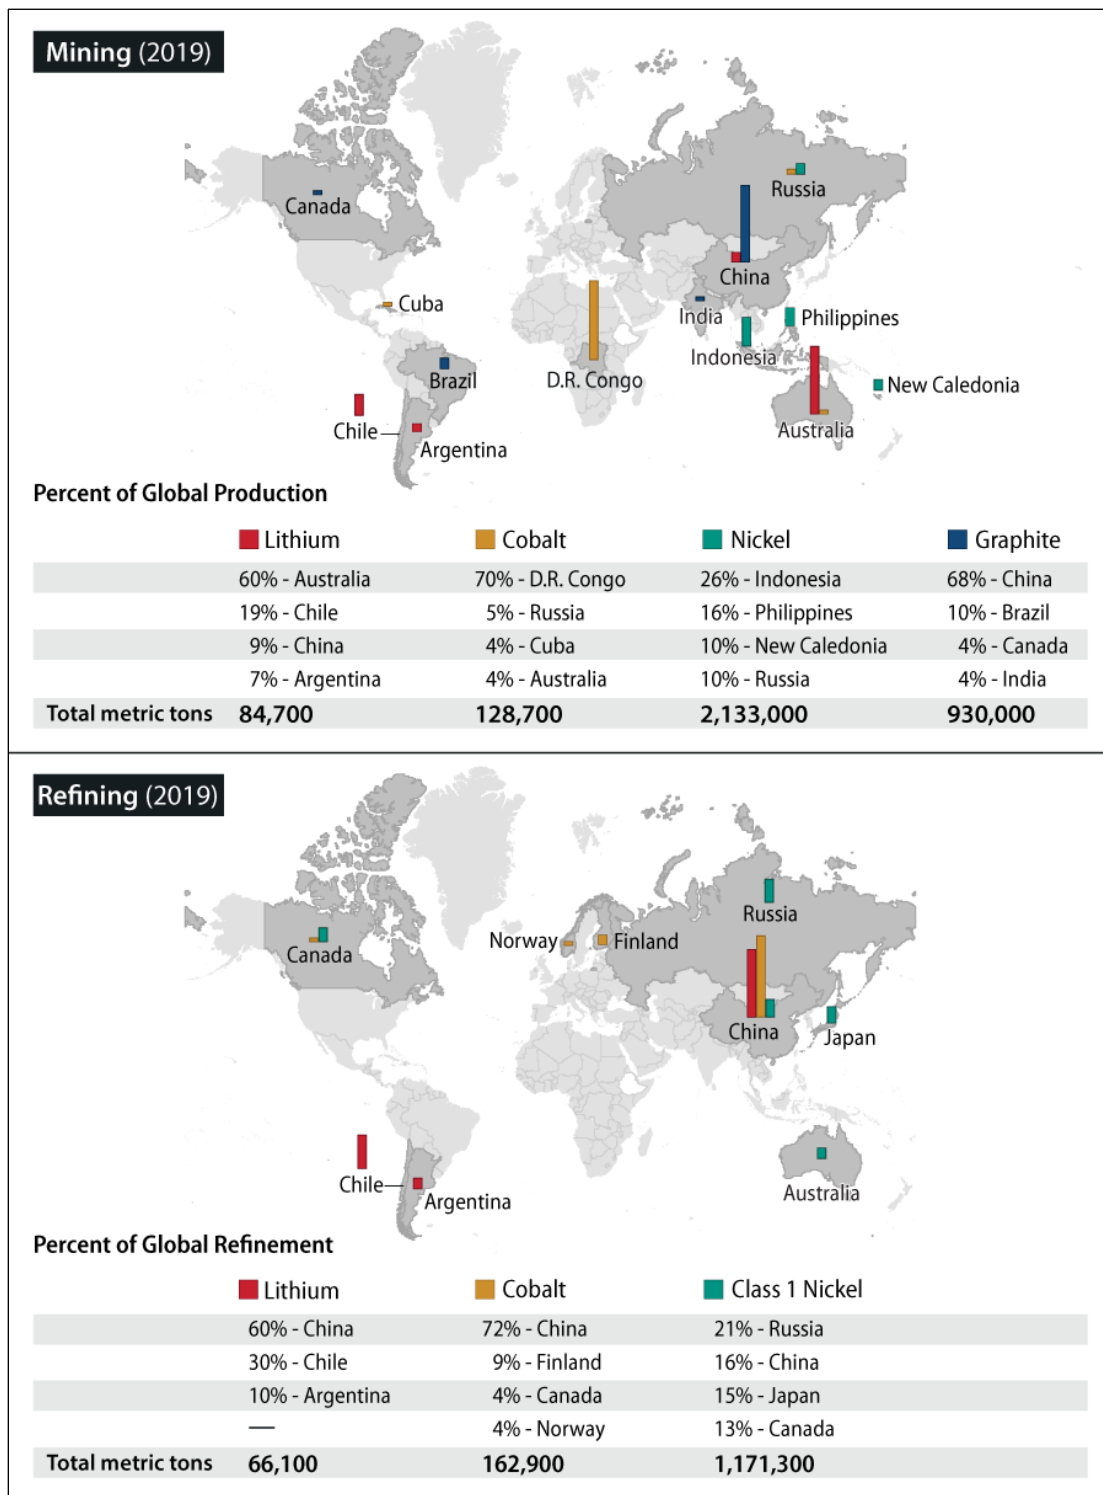 Mining (2019)
Russia
Canada
China
Cuba
India
Philippines
Indonesia
Brazil
D.R. Congo
New Caledonia
Chile
Australia
Argentina
Percent of Global Production
Lithium Cobalt Nickel Graphite
60% - Australia 70% - D.R. Congo 26% - Indonesia 68% - China
19% - Chile 5% - Russia 16% - Philippines 10% - Brazil
9% - China 4% - Cuba 10% - New Caledonia 4% - Canada
7% - Argentina 4% - Australia 10% - Russia 4% - India
Total metric tons 84,700 128,700 2,133,000 930,000
Refining (2019)
Russia
Norway
Finland
Canada
China
Japan
Chile
Australia
Argentina
Percent of Global Refinement
Lithium Cobalt Class 1 Nickel
60% - China 72% - China 21% - Russia
30% - Chile 9% - Finland 16% - China
10% - Argentina 4% - Canada 15% - Japan
— 4% - Norway 13% - Canada
Total metric tons 66,100 162,900 1,171,300